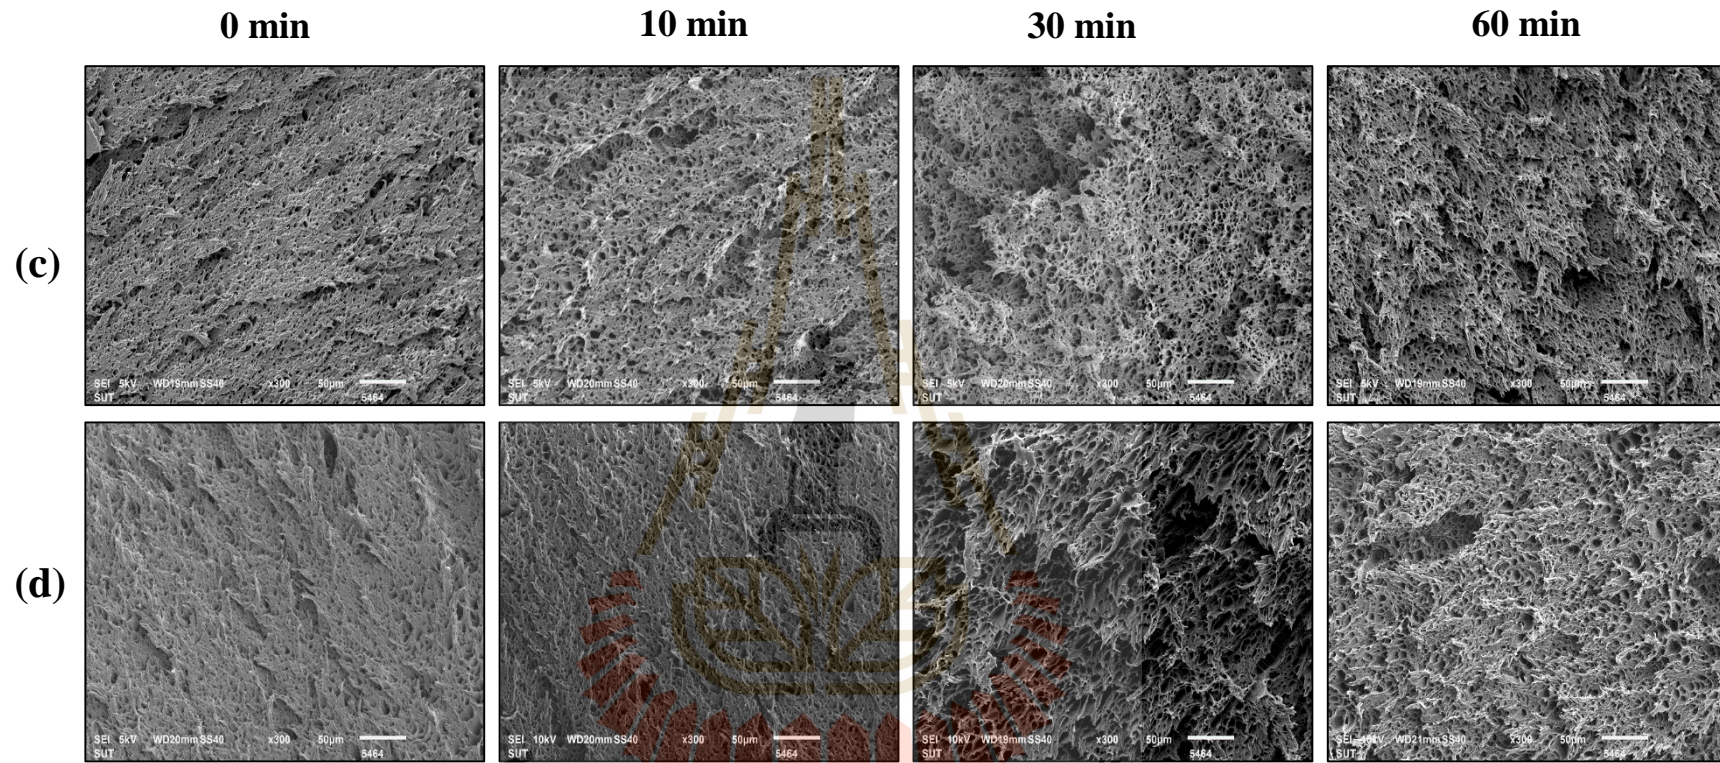 0 min 10 min 30 min 60 min
(c)
SEI 5kV WD19mm SS40 x300 50µm
SUT 5464
SEI 5kV WD20mm SS40 x300 50µm
SUT 5464
SEI 5kV WD20mm SS40 x300 50µm
SUT 5464
SEI 5kV WD19mm SS40 x300 50µm
SUT 5464
(d)
SEI 5kV WD20mm SS40 x300 50µm
SUT 5464
SEI 10kV WD20mm SS40 x300 50µm
SUT 5464
SEI 10kV WD19mm SS40 x300 50µm
SUT 5464
SEI 10kV WD21mm SS40 x300 50µm
SUT 5464